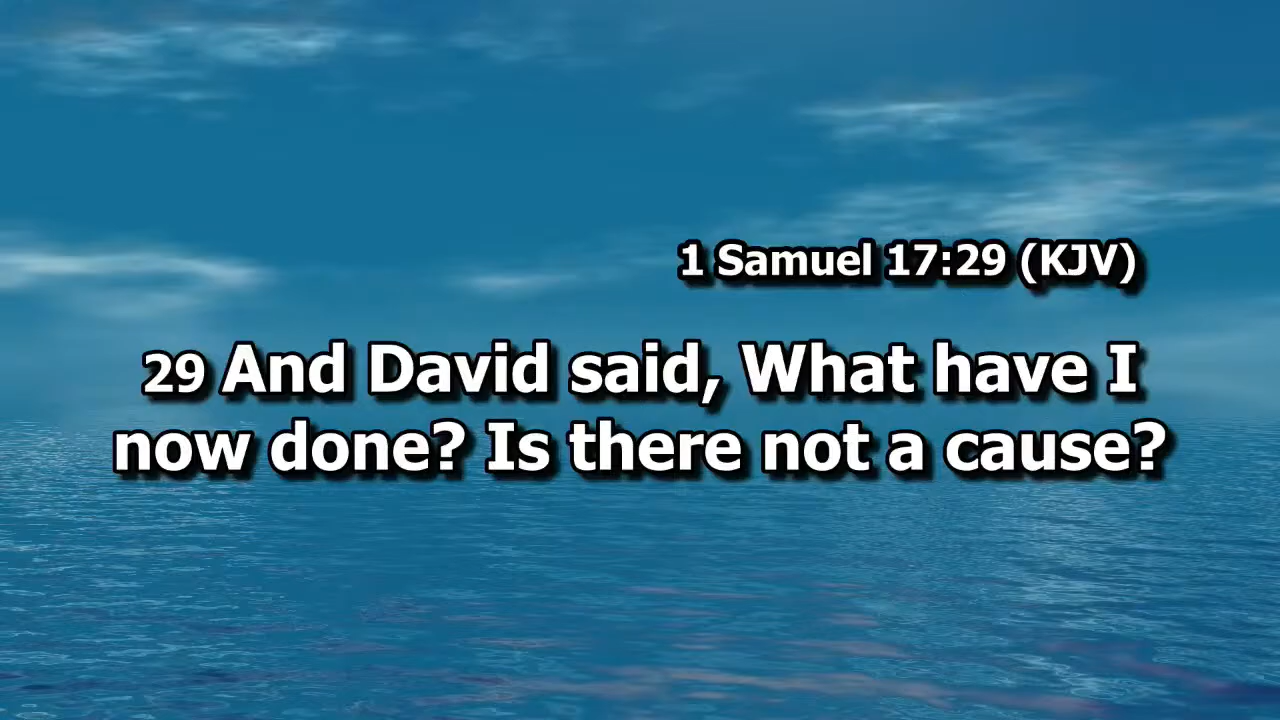 1 Samuel 17:29 (KJV)
29 And David said, What have I
now done? Is there not a cause?